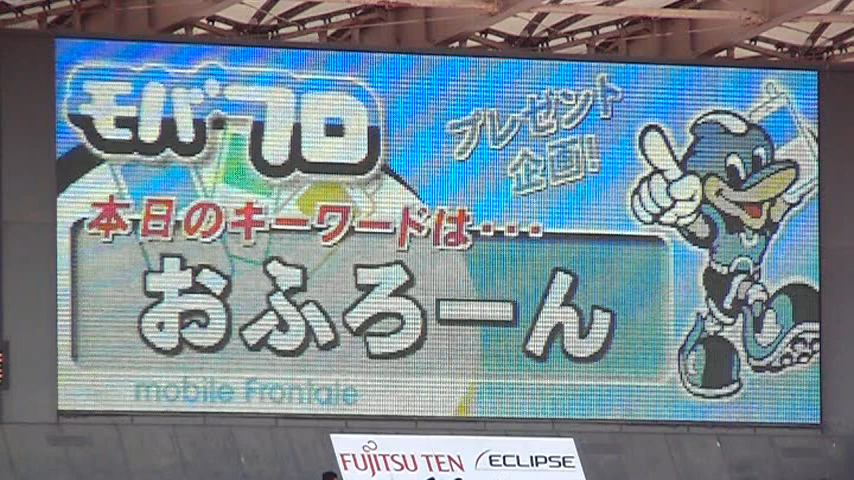 モバ・フロ
プレゼント
企画!
本日のキーワードは・・・
おふろーん
mobile Frontale
FUJITSU TEN ECLIPSE